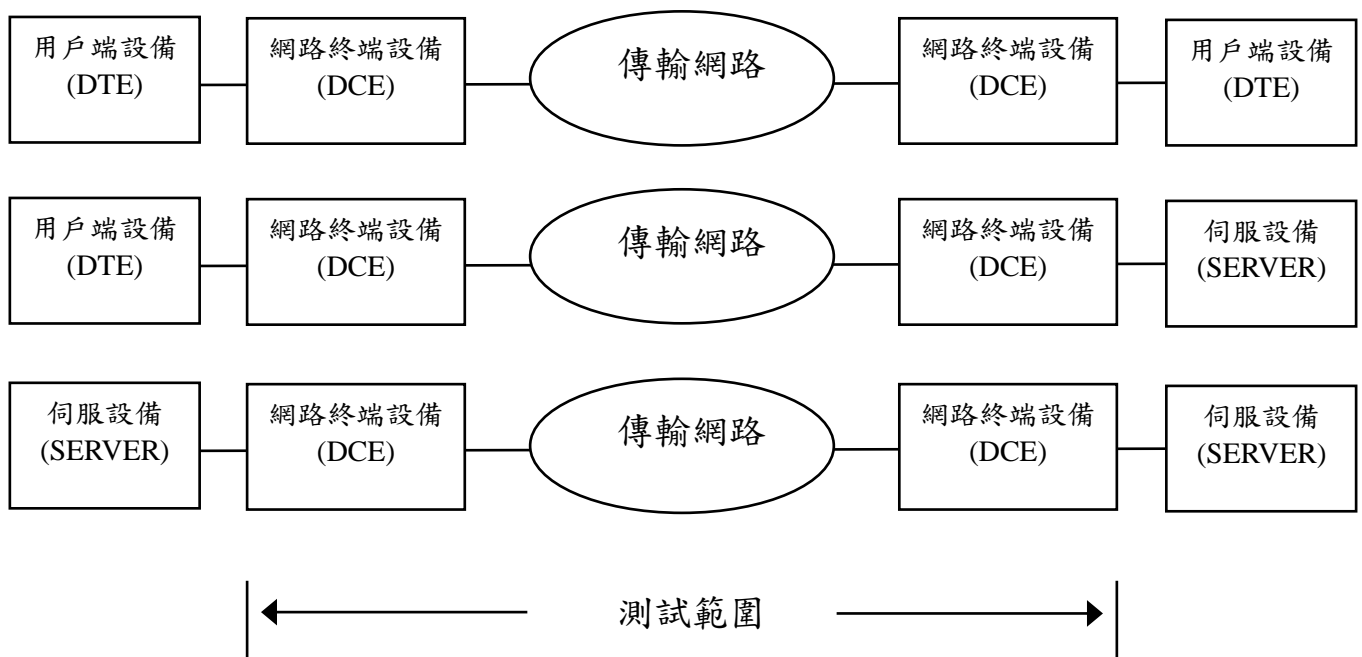 用戶端設備
(DTE)
網路終端設備
(DCE)
傳輸網路
網路終端設備
(DCE)
用戶端設備
(DTE)
用戶端設備
(DTE)
網路終端設備
(DCE)
傳輸網路
網路終端設備
(DCE)
伺服設備
(SERVER)
伺服設備
(SERVER)
網路終端設備
(DCE)
傳輸網路
網路終端設備
(DCE)
伺服設備
(SERVER)
測試範圍